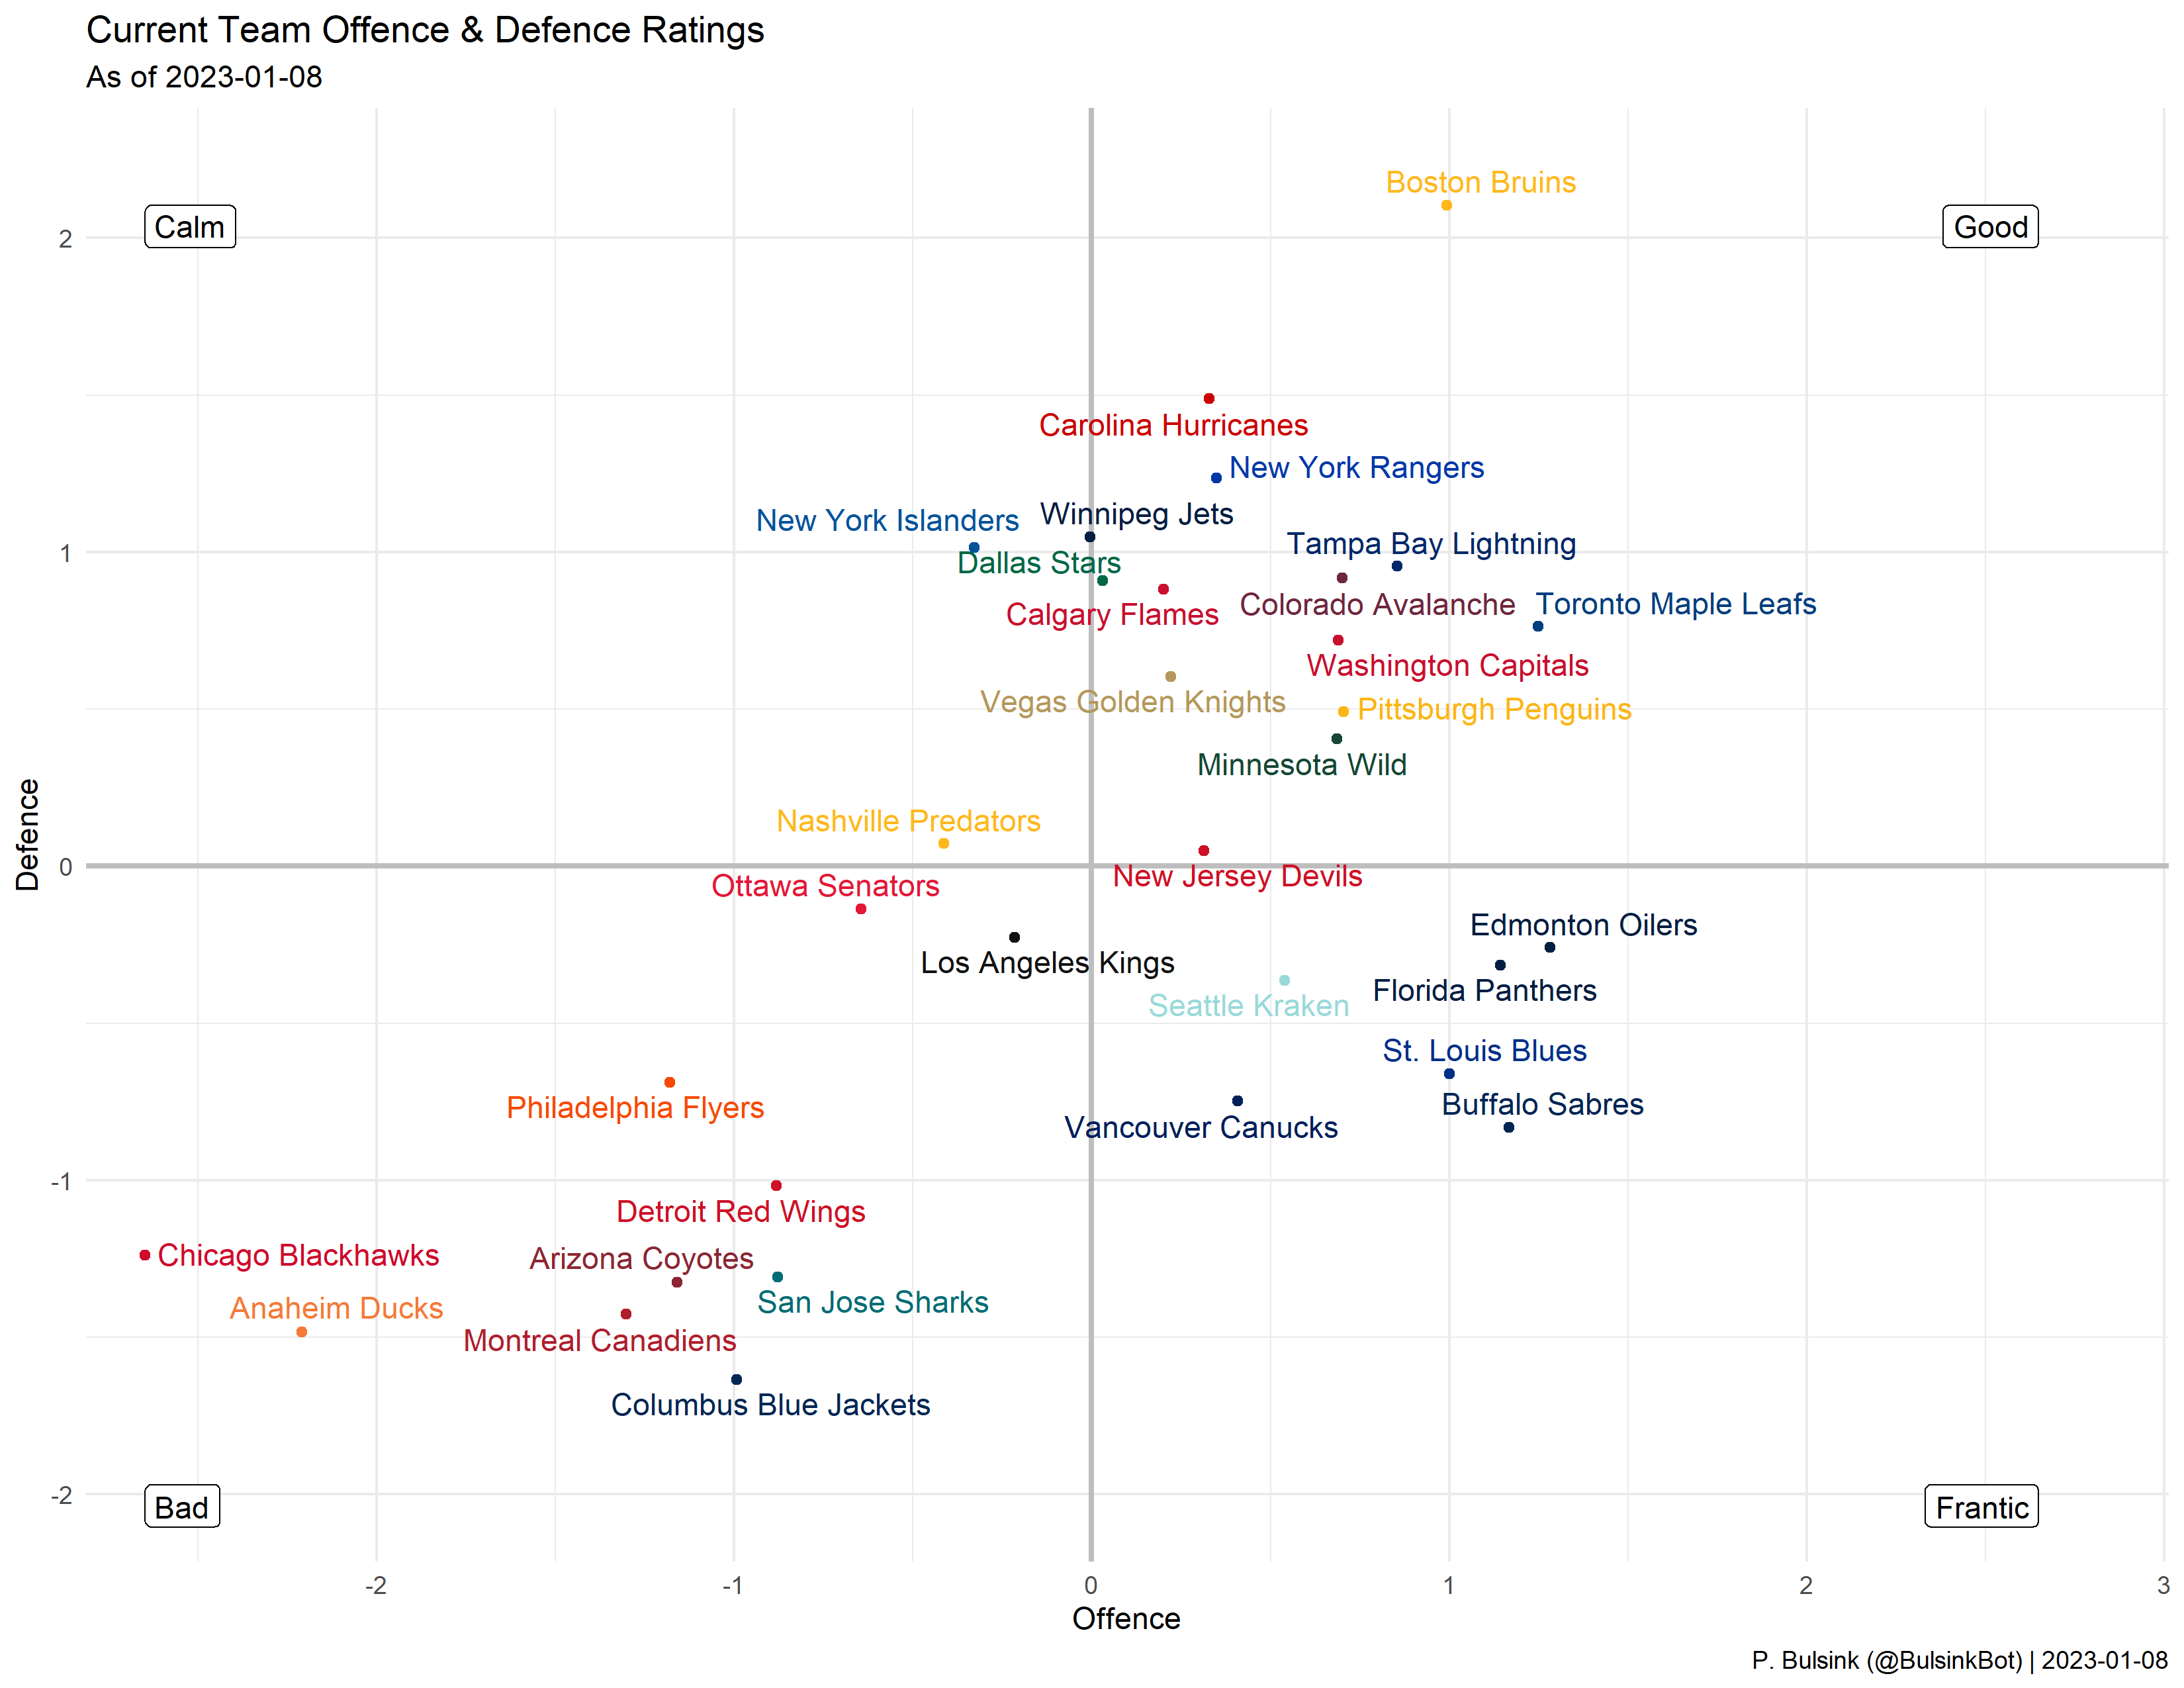 Current Team Offence & Defence Ratings
As of 2023-01-08
Boston Bruins
Calm
Good
2
Carolina Hurricanes
New York Rangers
Winnipeg Jets
New York Islanders
Tampa Bay Lightning
1
Dallas Stars
Colorado Avalanche
Toronto Maple Leafs
Calgary Flames
Washington Capitals
Vegas Golden Knights
Pittsburgh Penguins
Minnesota Wild
Nashville Predators
Defence
0
New Jersey Devils
Ottawa Senators
Edmonton Oilers
Los Angeles Kings
Florida Panthers
Seattle Kraken
St. Louis Blues
Philadelphia Flyers
Buffalo Sabres
Vancouver Canucks
-1
Detroit Red Wings
Chicago Blackhawks
Arizona Coyotes
San Jose Sharks
Anaheim Ducks
Montreal Canadiens
Columbus Blue Jackets
-2
Bad
Frantic
-2
-1
0
1
2
3
Offence
P. Bulsink (@BulsinkBot) | 2023-01-08